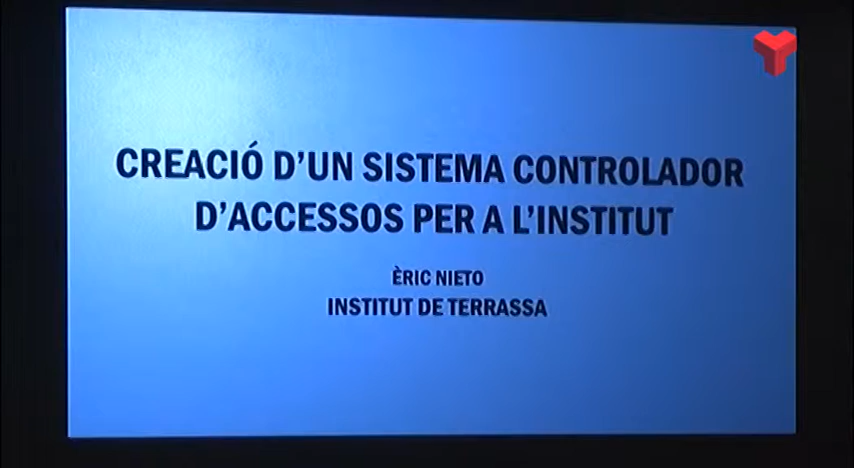 CREACIÓ D'UN SISTEMA CONTROLADOR
D'ACCESSOS PER A L'INSTITUT
ÈRIC NIETO
INSTITUT DE TERRASSA